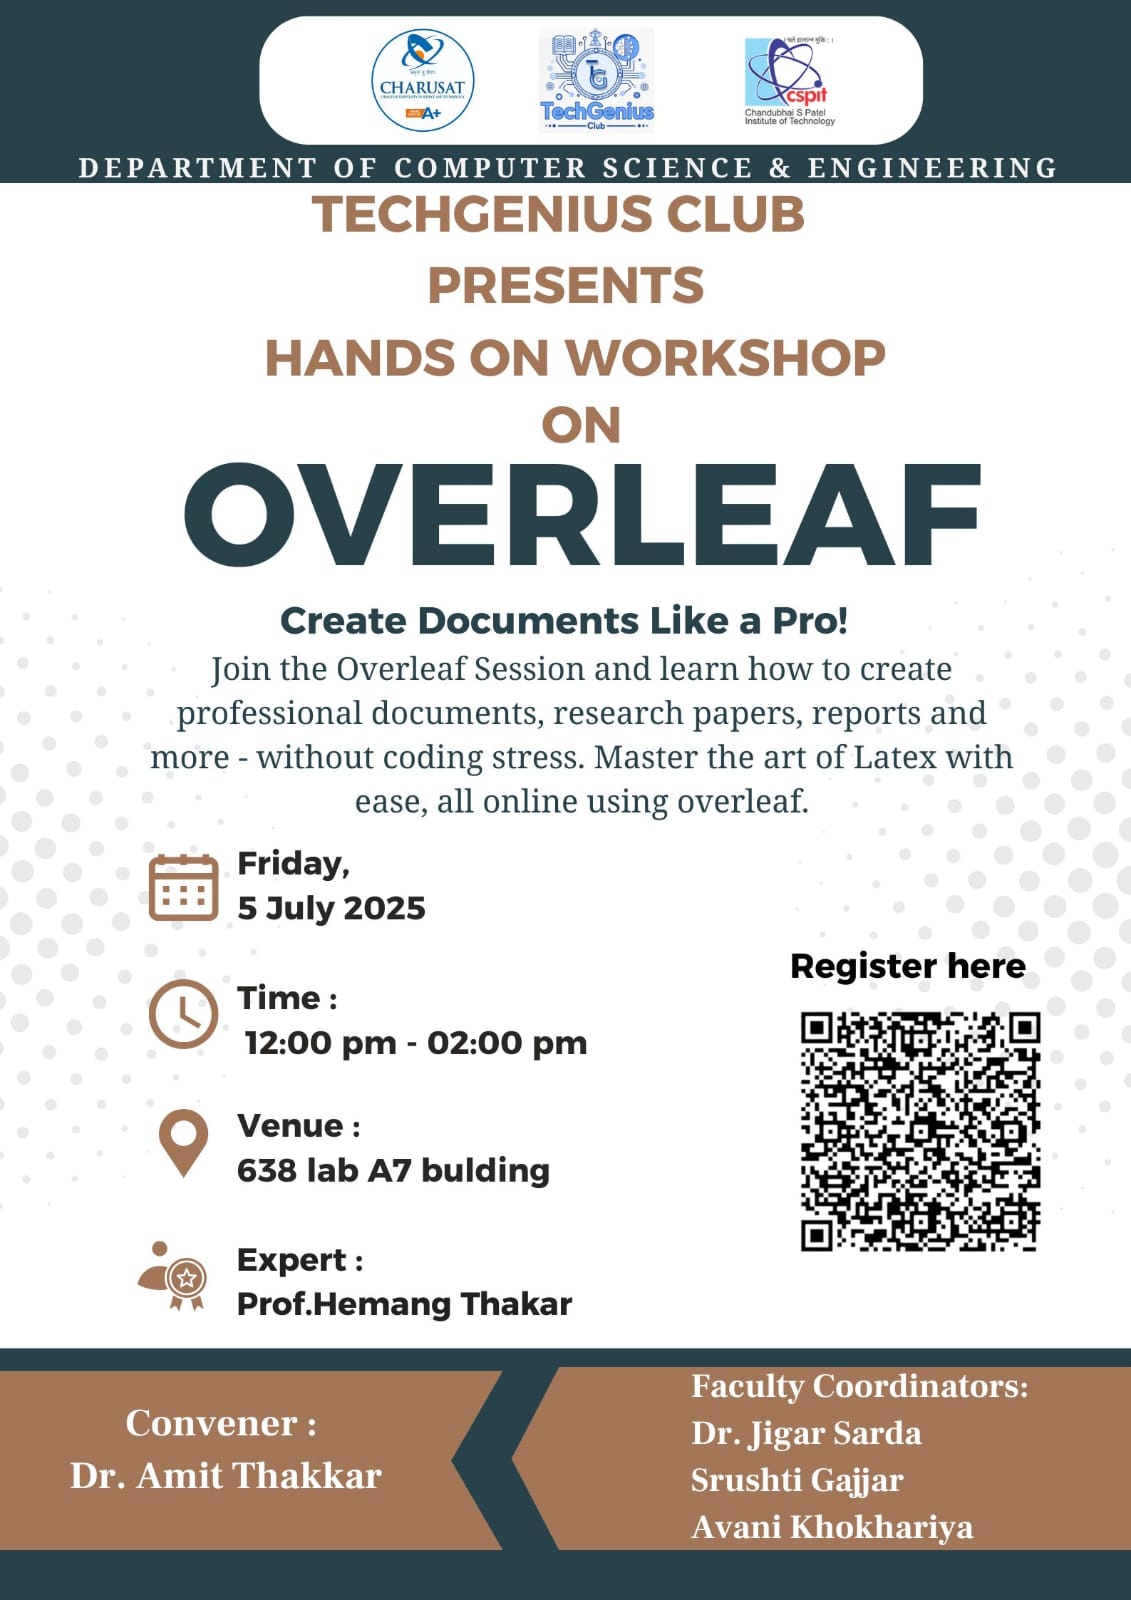 CHARUSAT
A+
TechGenius
Club
cspit
Chandubhai S Patel
Institute of Technology
DEPARTMENT OF COMPUTER SCIENCE & ENGINEERING
TECHGENIUS CLUB
PRESENTS
HANDS ON WORKSHOP
ON
OVERLEAF
Create Documents Like a Pro!
Join the Overleaf Session and learn how to create
professional documents, research papers, reports and
more - without coding stress. Master the art of Latex with
ease, all online using overleaf.
Friday,
5 July 2025
Time :
12:00 pm - 02:00 pm
Venue :
638 lab A7 bulding
Expert :
Prof.Hemang Thakar
Register here
Convener :
Dr. Amit Thakkar
Faculty Coordinators:
Dr. Jigar Sarda
Srushti Gajjar
Avani Khokhariya